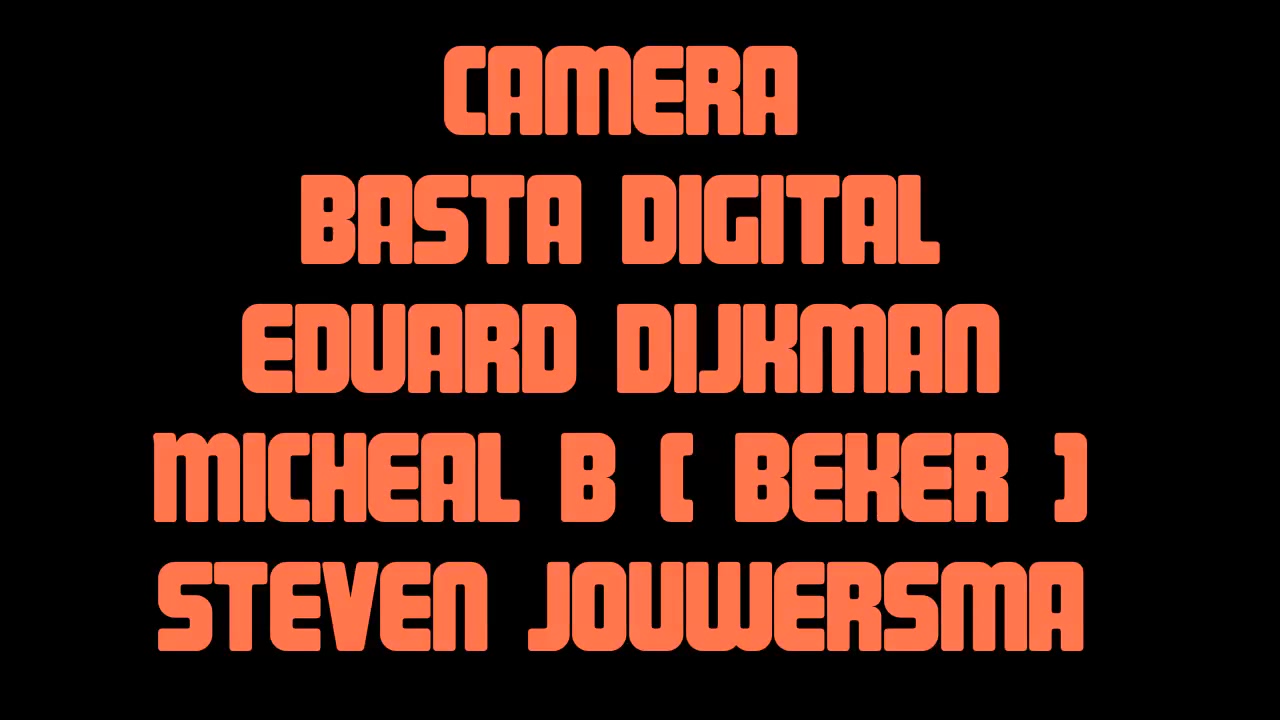 CAMERA
BASTA DIGITAL
EDUARD DIJKMAN
MICHEAL B ( BEKER )
STEVEN JOUWERSMA